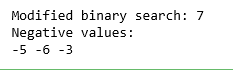 Modified binary search: 7
Negative values:
-5 -6 -3